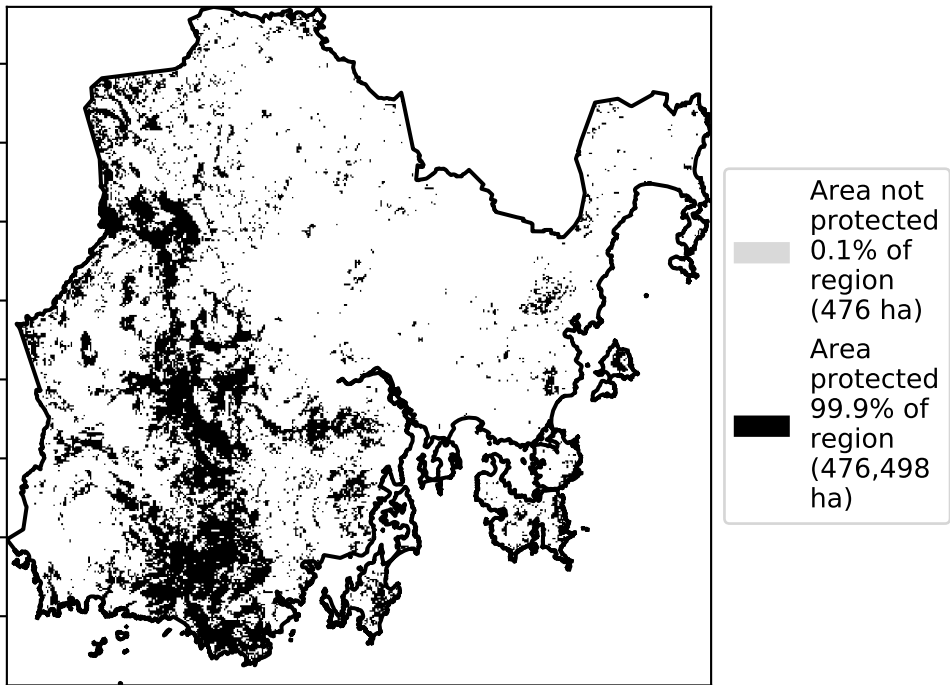 Area not
protected
0.1% of
region
(476 ha)
Area
protected
99.9% of
region
(476,498
ha)